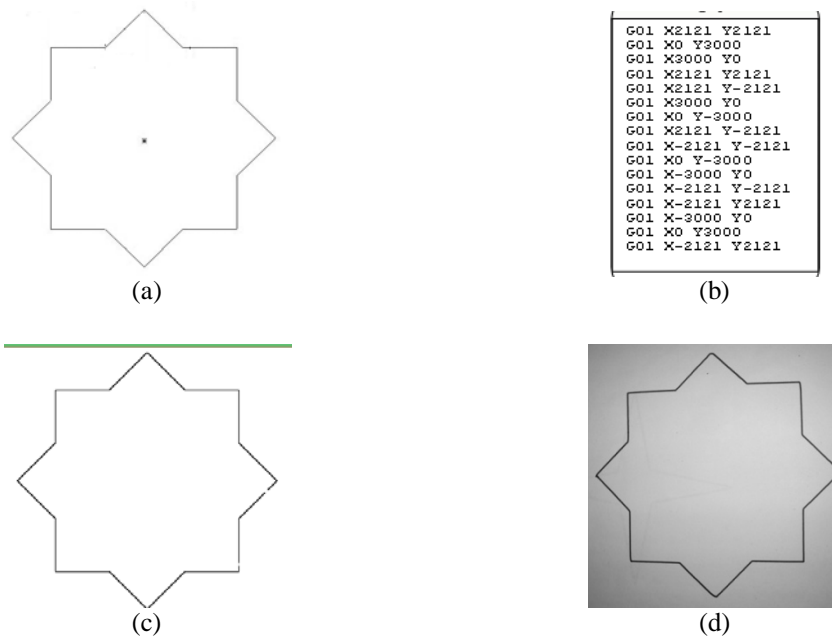 G01 X2121 Y2121
G01 X0 Y3000
G01 X3000 Y0
G01 X2121 Y2121
G01 X2121 Y-2121
G01 X3000 Y0
G01 X0 Y-3000
G01 X2121 Y-2121
G01 X-2121 Y-2121
G01 X0 Y-3000
G01 X-3000 Y0
G01 X-2121 Y-2121
G01 X-2121 Y2121
G01 X-3000 Y0
G01 X0 Y3000
G01 X-2121 Y2121
(a)
(b)
(c)
(d)